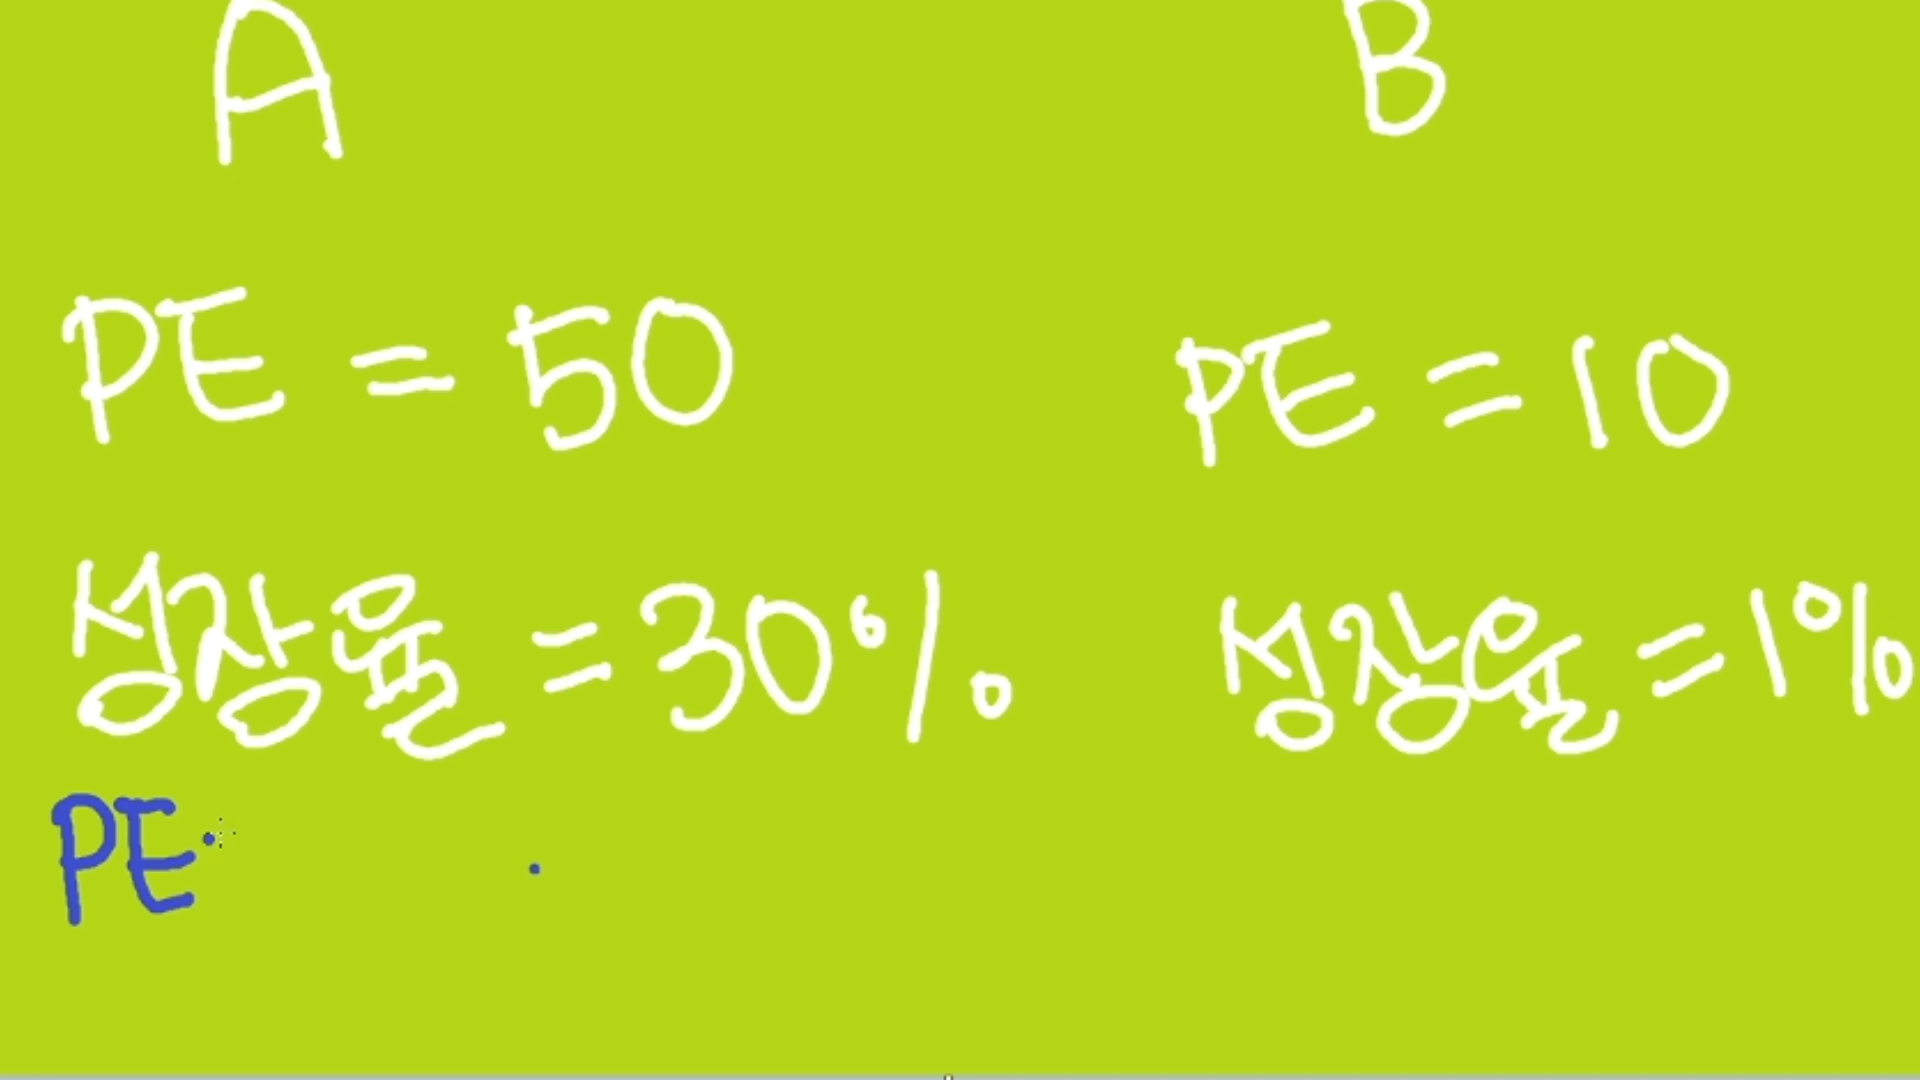 A B
PE = 50 PE = 10
성장율 = 30% 성장율 = 1%
PE